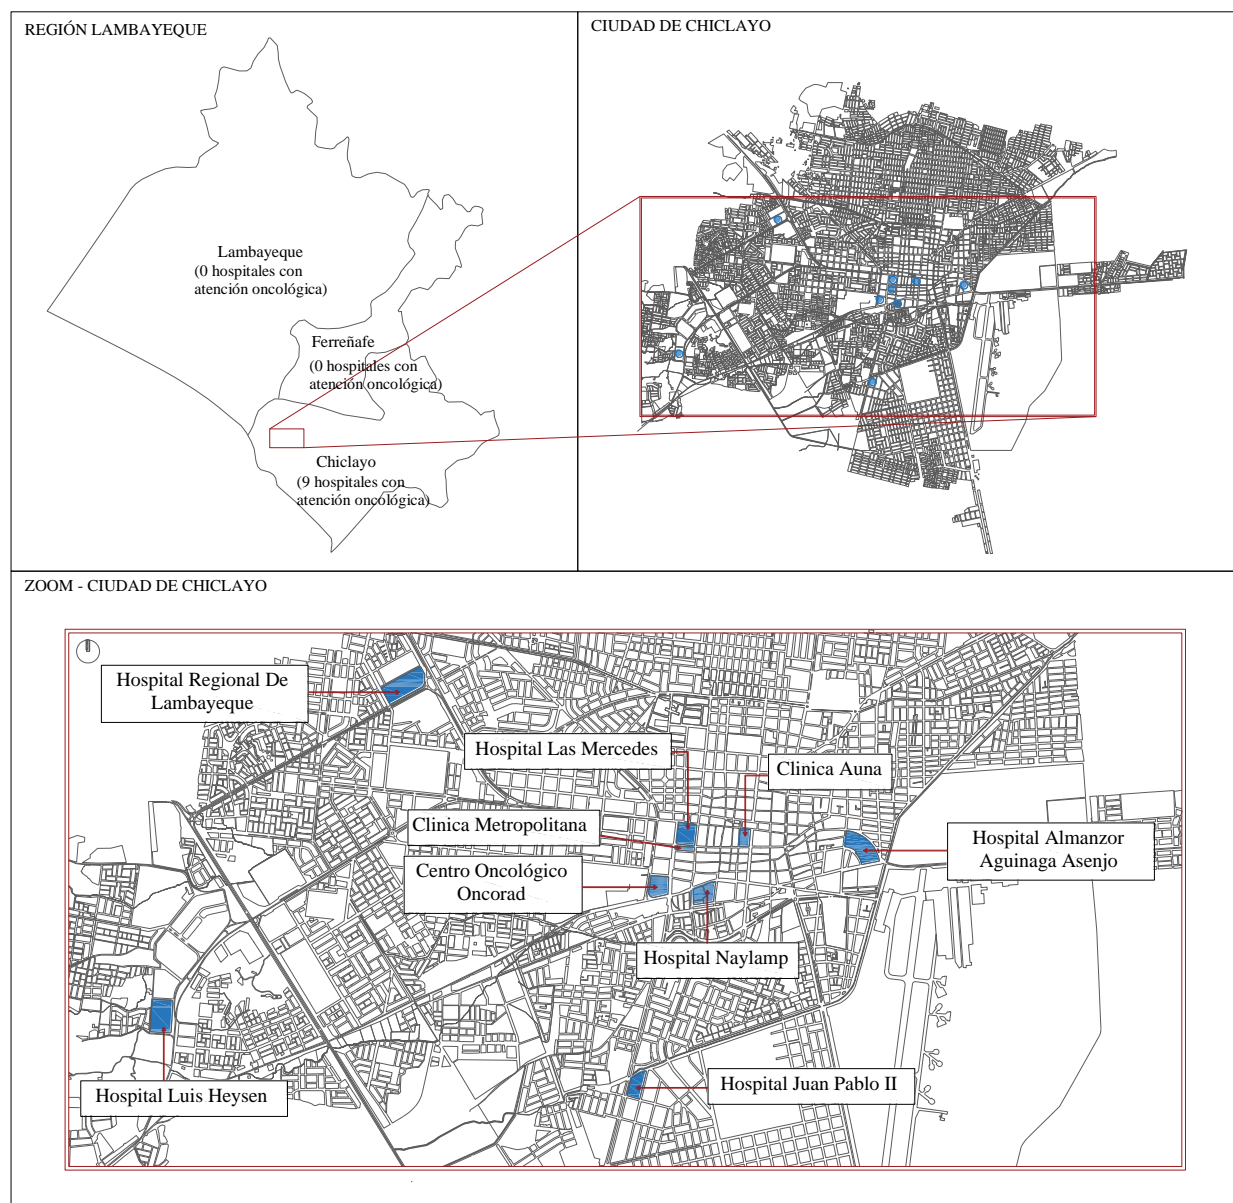 REGIÓN LAMBAYEQUE
Lambayeque
(0 hospitales con
atención oncológica)
Ferreñafe
(0 hospitales con
atención oncológica)
Chiclayo
(9 hospitales con
atención oncológica)
CIUDAD DE CHICLAYO
ZOOM - CIUDAD DE CHICLAYO
Hospital Regional De
Lambayeque
Hospital Las Mercedes
Clinica Auna
Clinica Metropolitana
Hospital Almanzor
Aguinaga Asenjo
Centro Oncológico
Oncorad
Hospital Naylamp
Hospital Juan Pablo II
Hospital Luis Heysen